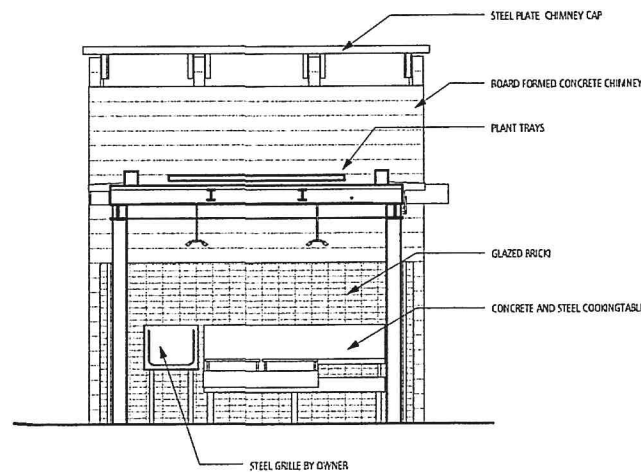 STEEL PLATE CHIMNEY CAP
BOARD FORMED CONCRETE CHIMNEY
PLANT TRAYS
GLAZED BRICK
CONCRETE AND STEEL COOKINGTABLE
STEEL GRILLE BY OWNER